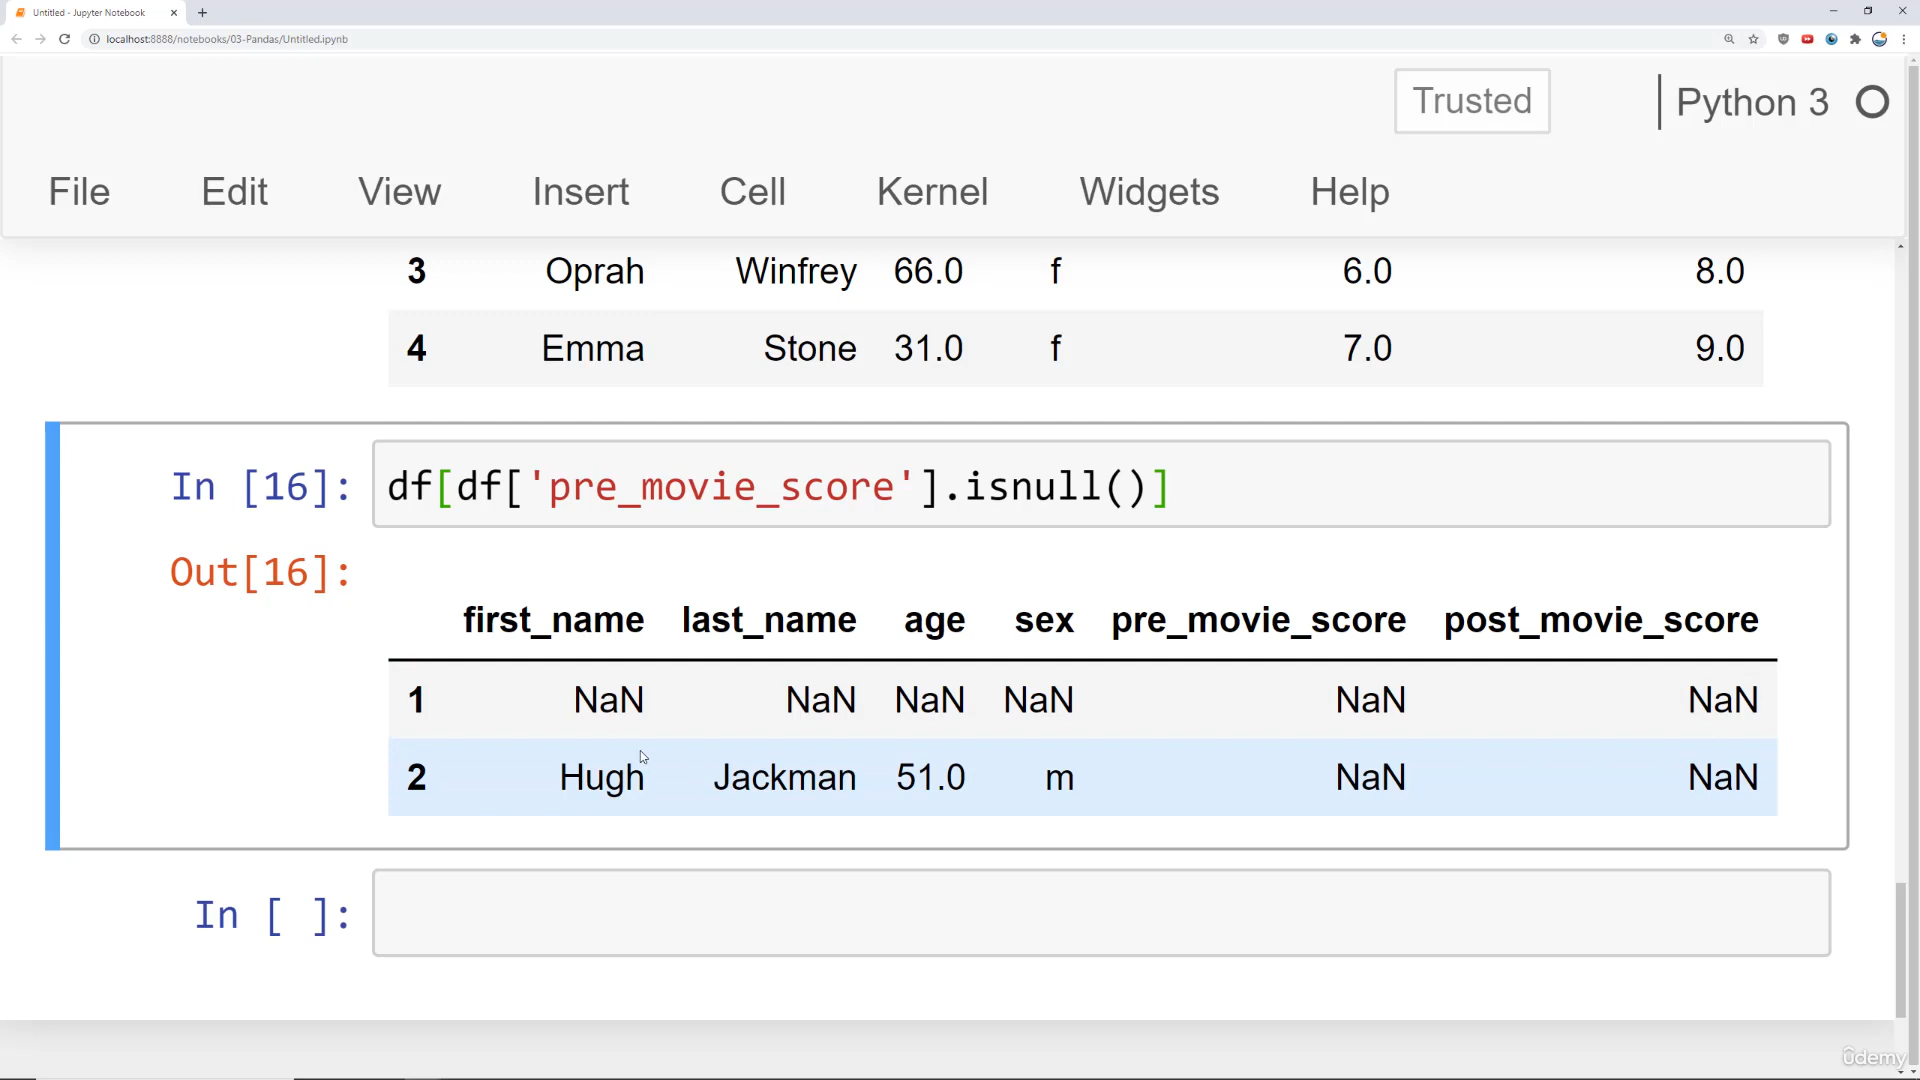 Untitled - Jupyter Notebook
localhost:8888/notebooks/03-Pandas/Untitled.ipynb
Trusted
Python 3
File Edit View Insert Cell Kernel Widgets Help
3 Oprah Winfrey 66.0 f 6.0 8.0
4 Emma Stone 31.0 f 7.0 9.0
In [16]: df[df['pre_movie_score'].isnull()]
Out[16]:
first_name last_name age sex pre_movie_score post_movie_score
1 NaN NaN NaN NaN NaN NaN
2 Hugh Jackman 51.0 m NaN NaN
In [ ]:
ûdemy